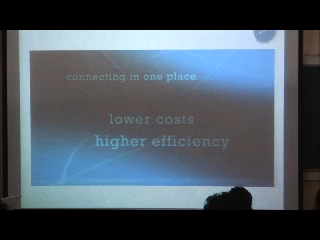 connecting in one place
lower costs
higher efficiency